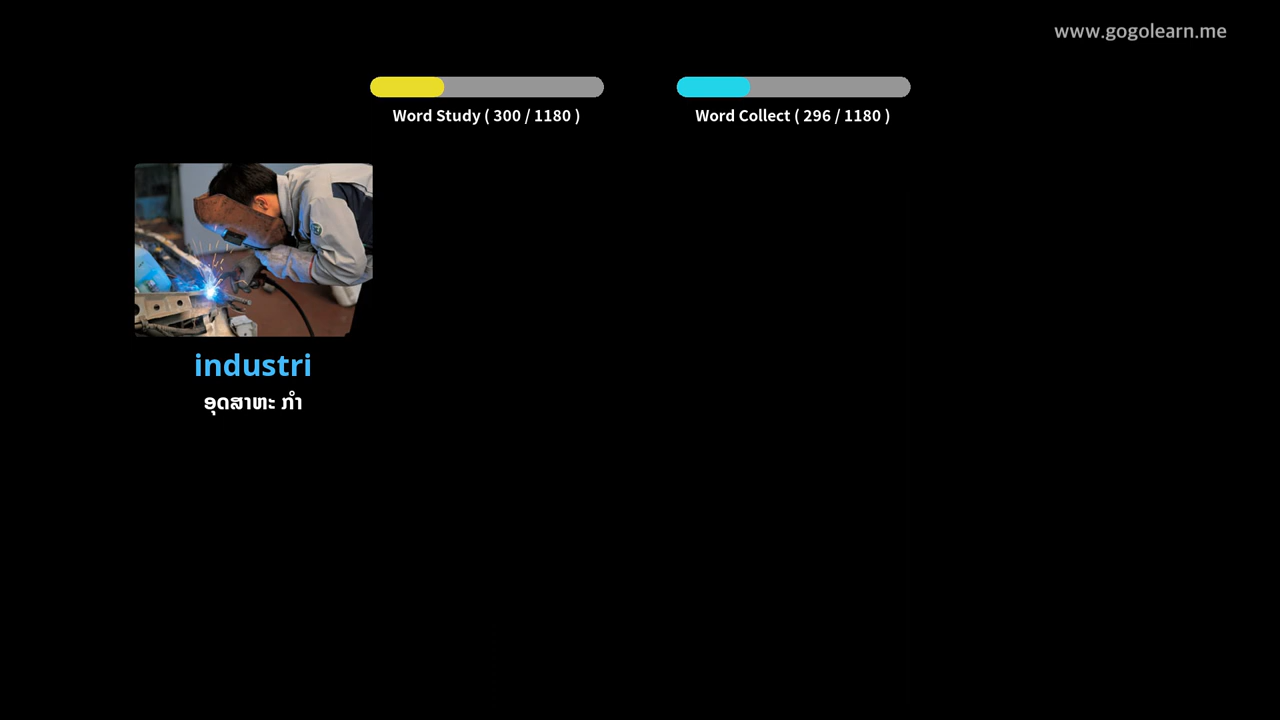 www.gogolearn.me
Word Study ( 300 / 1180 )
Word Collect ( 296 / 1180 )
industri
ອຸດສາຫະ ກຳ